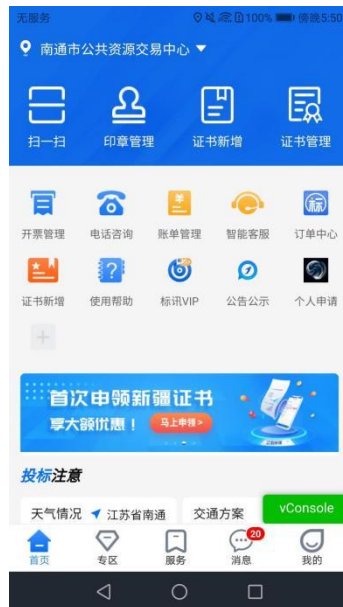 无服务 100% 傍晚5:50
南通市公共资源交易中心
扫一扫 印章管理 证书新增 证书管理
开票管理 电话咨询 账单管理 智能客服 订单中心
证书新增 使用帮助 标讯VIP 公告公示 个人申请
首次申领新疆证书
享大额优惠！ 马上申领>
投标注意
天气情况 江苏省南通 交通方案 vConsole
20
首页 专区 服务 消息 我的